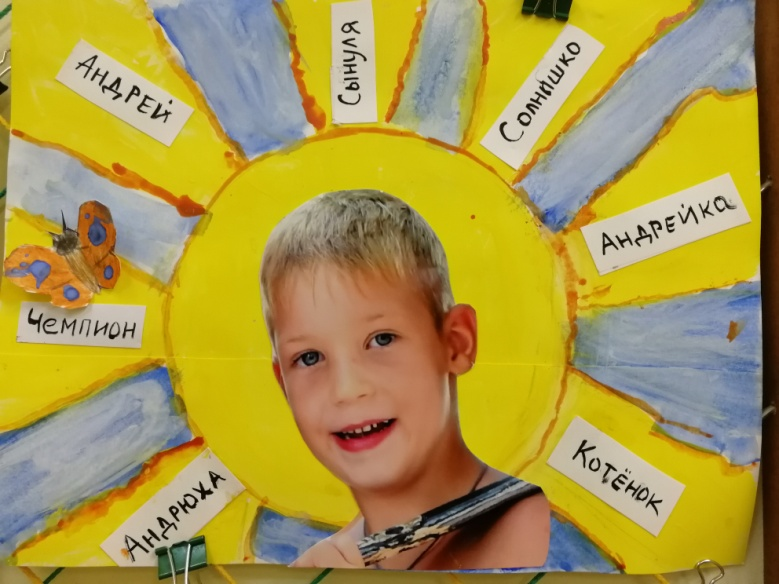 Андрей
Сынуля
Солнышко
Андрейка
Чемпион
Котёнок
Андрюха